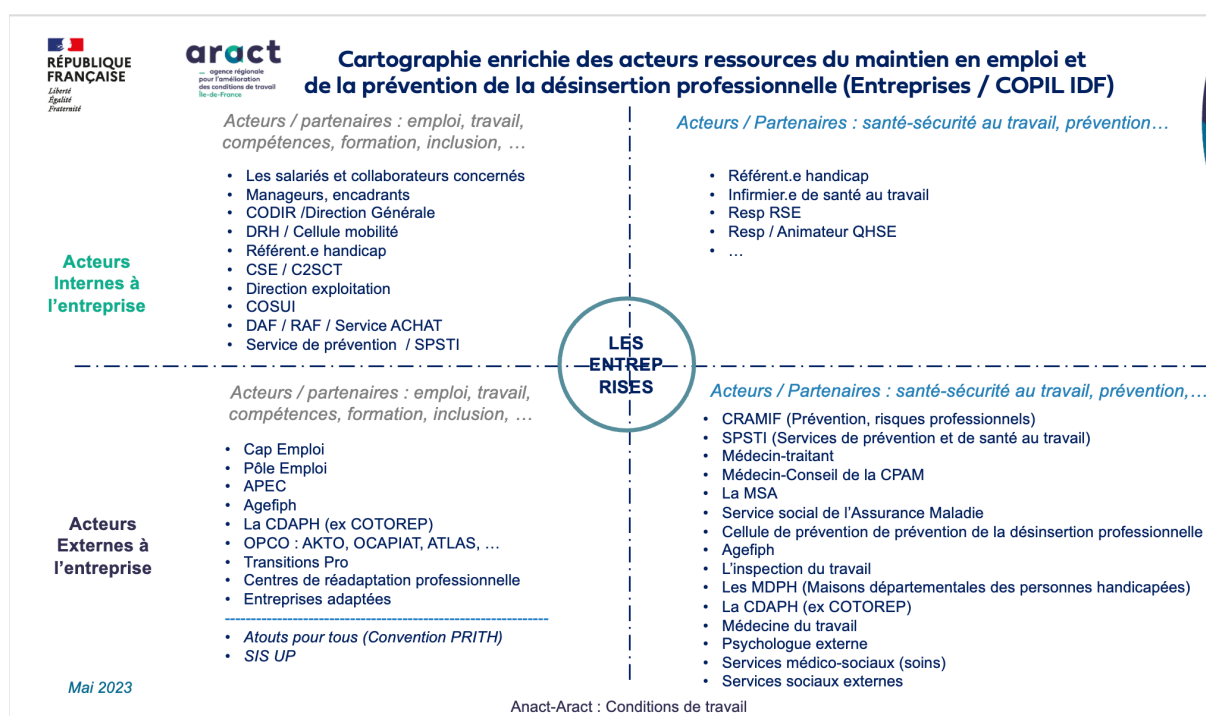 RÉPUBLIQUE
FRANÇAISE
Liberté
Égalité
Fraternité
aract
agence régionale
pour l'amélioration
des conditions de travail
Île-de-France
Cartographie enrichie des acteurs ressources du maintien en emploi et
de la prévention de la désinsertion professionnelle (Entreprises / COPIL IDF)
Acteurs / partenaires : emploi, travail,
compétences, formation, inclusion, …
• Les salariés et collaborateurs concernés
• Manageurs, encadrants
• CODIR /Direction Générale
• DRH / Cellule mobilité
• Référent.e handicap
• CSE / C2SCT
• Direction exploitation
• COSUI
• DAF / RAF / Service ACHAT
• Service de prévention / SPSTI
Acteurs / Partenaires : santé-sécurité au travail, prévention…
• Référent.e handicap
• Infirmier.e de santé au travail
• Resp RSE
• Resp / Animateur QHSE
• …
Acteurs
Internes à
l'entreprise
LES
ENTREP
RISES
Acteurs / partenaires : emploi, travail,
compétences, formation, inclusion, …
• Cap Emploi
• Pôle Emploi
• APEC
• Agefiph
• La CDAPH (ex COTOREP)
• OPCO : AKTO, OCAPIAT, ATLAS, …
• Transitions Pro
• Centres de réadaptation professionnelle
• Entreprises adaptées
• Atouts pour tous (Convention PRITH)
• SIS UP
Acteurs / Partenaires : santé-sécurité au travail, prévention,…
• CRAMIF (Prévention, risques professionnels)
• SPSTI (Services de prévention et de santé au travail)
• Médecin-traitant
• Médecin-Conseil de la CPAM
• La MSA
• Service social de l'Assurance Maladie
• Cellule de prévention de prévention de la désinsertion professionnelle
• Agefiph
• L'inspection du travail
• Les MDPH (Maisons départementales des personnes handicapées)
• La CDAPH (ex COTOREP)
• Médecine du travail
• Psychologue externe
• Services médico-sociaux (soins)
• Services sociaux externes
Acteurs
Externes à
l'entreprise
Mai 2023
Anact-Aract : Conditions de travail